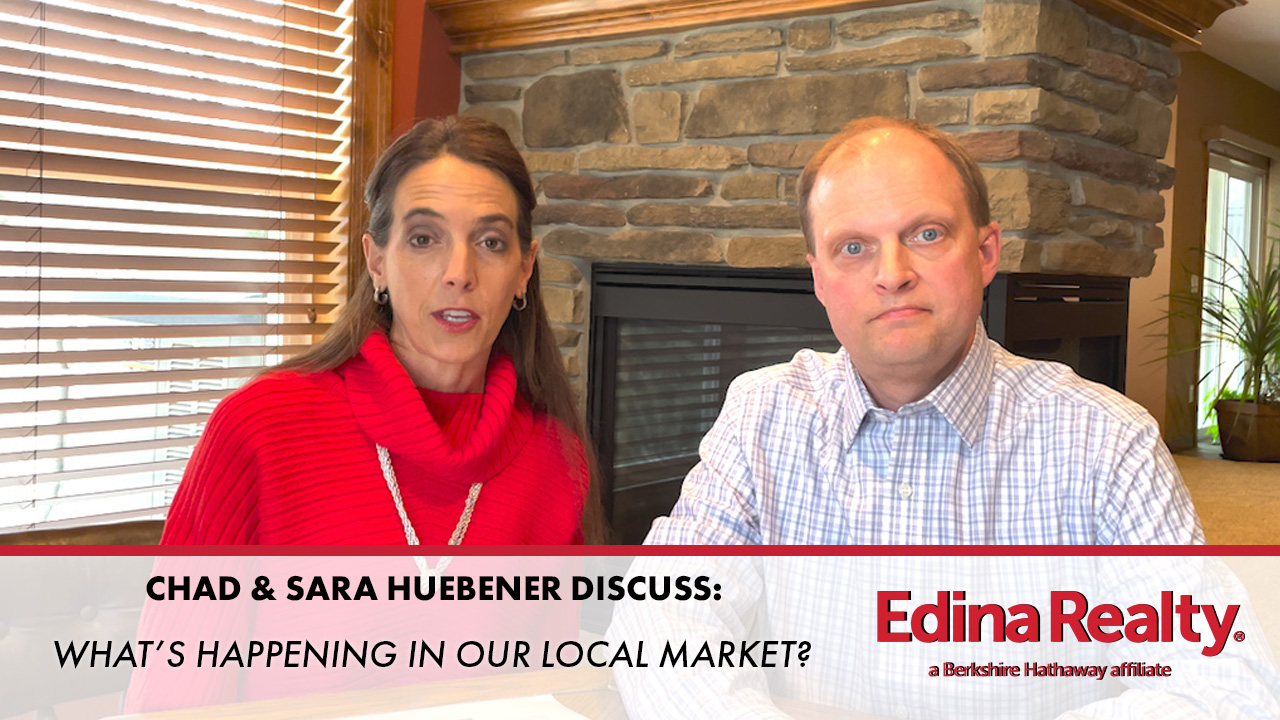 CHAD & SARA HUEBENER DISCUSS:
WHAT'S HAPPENING IN OUR LOCAL MARKET?
Edina Realty®
a Berkshire Hathaway affiliate